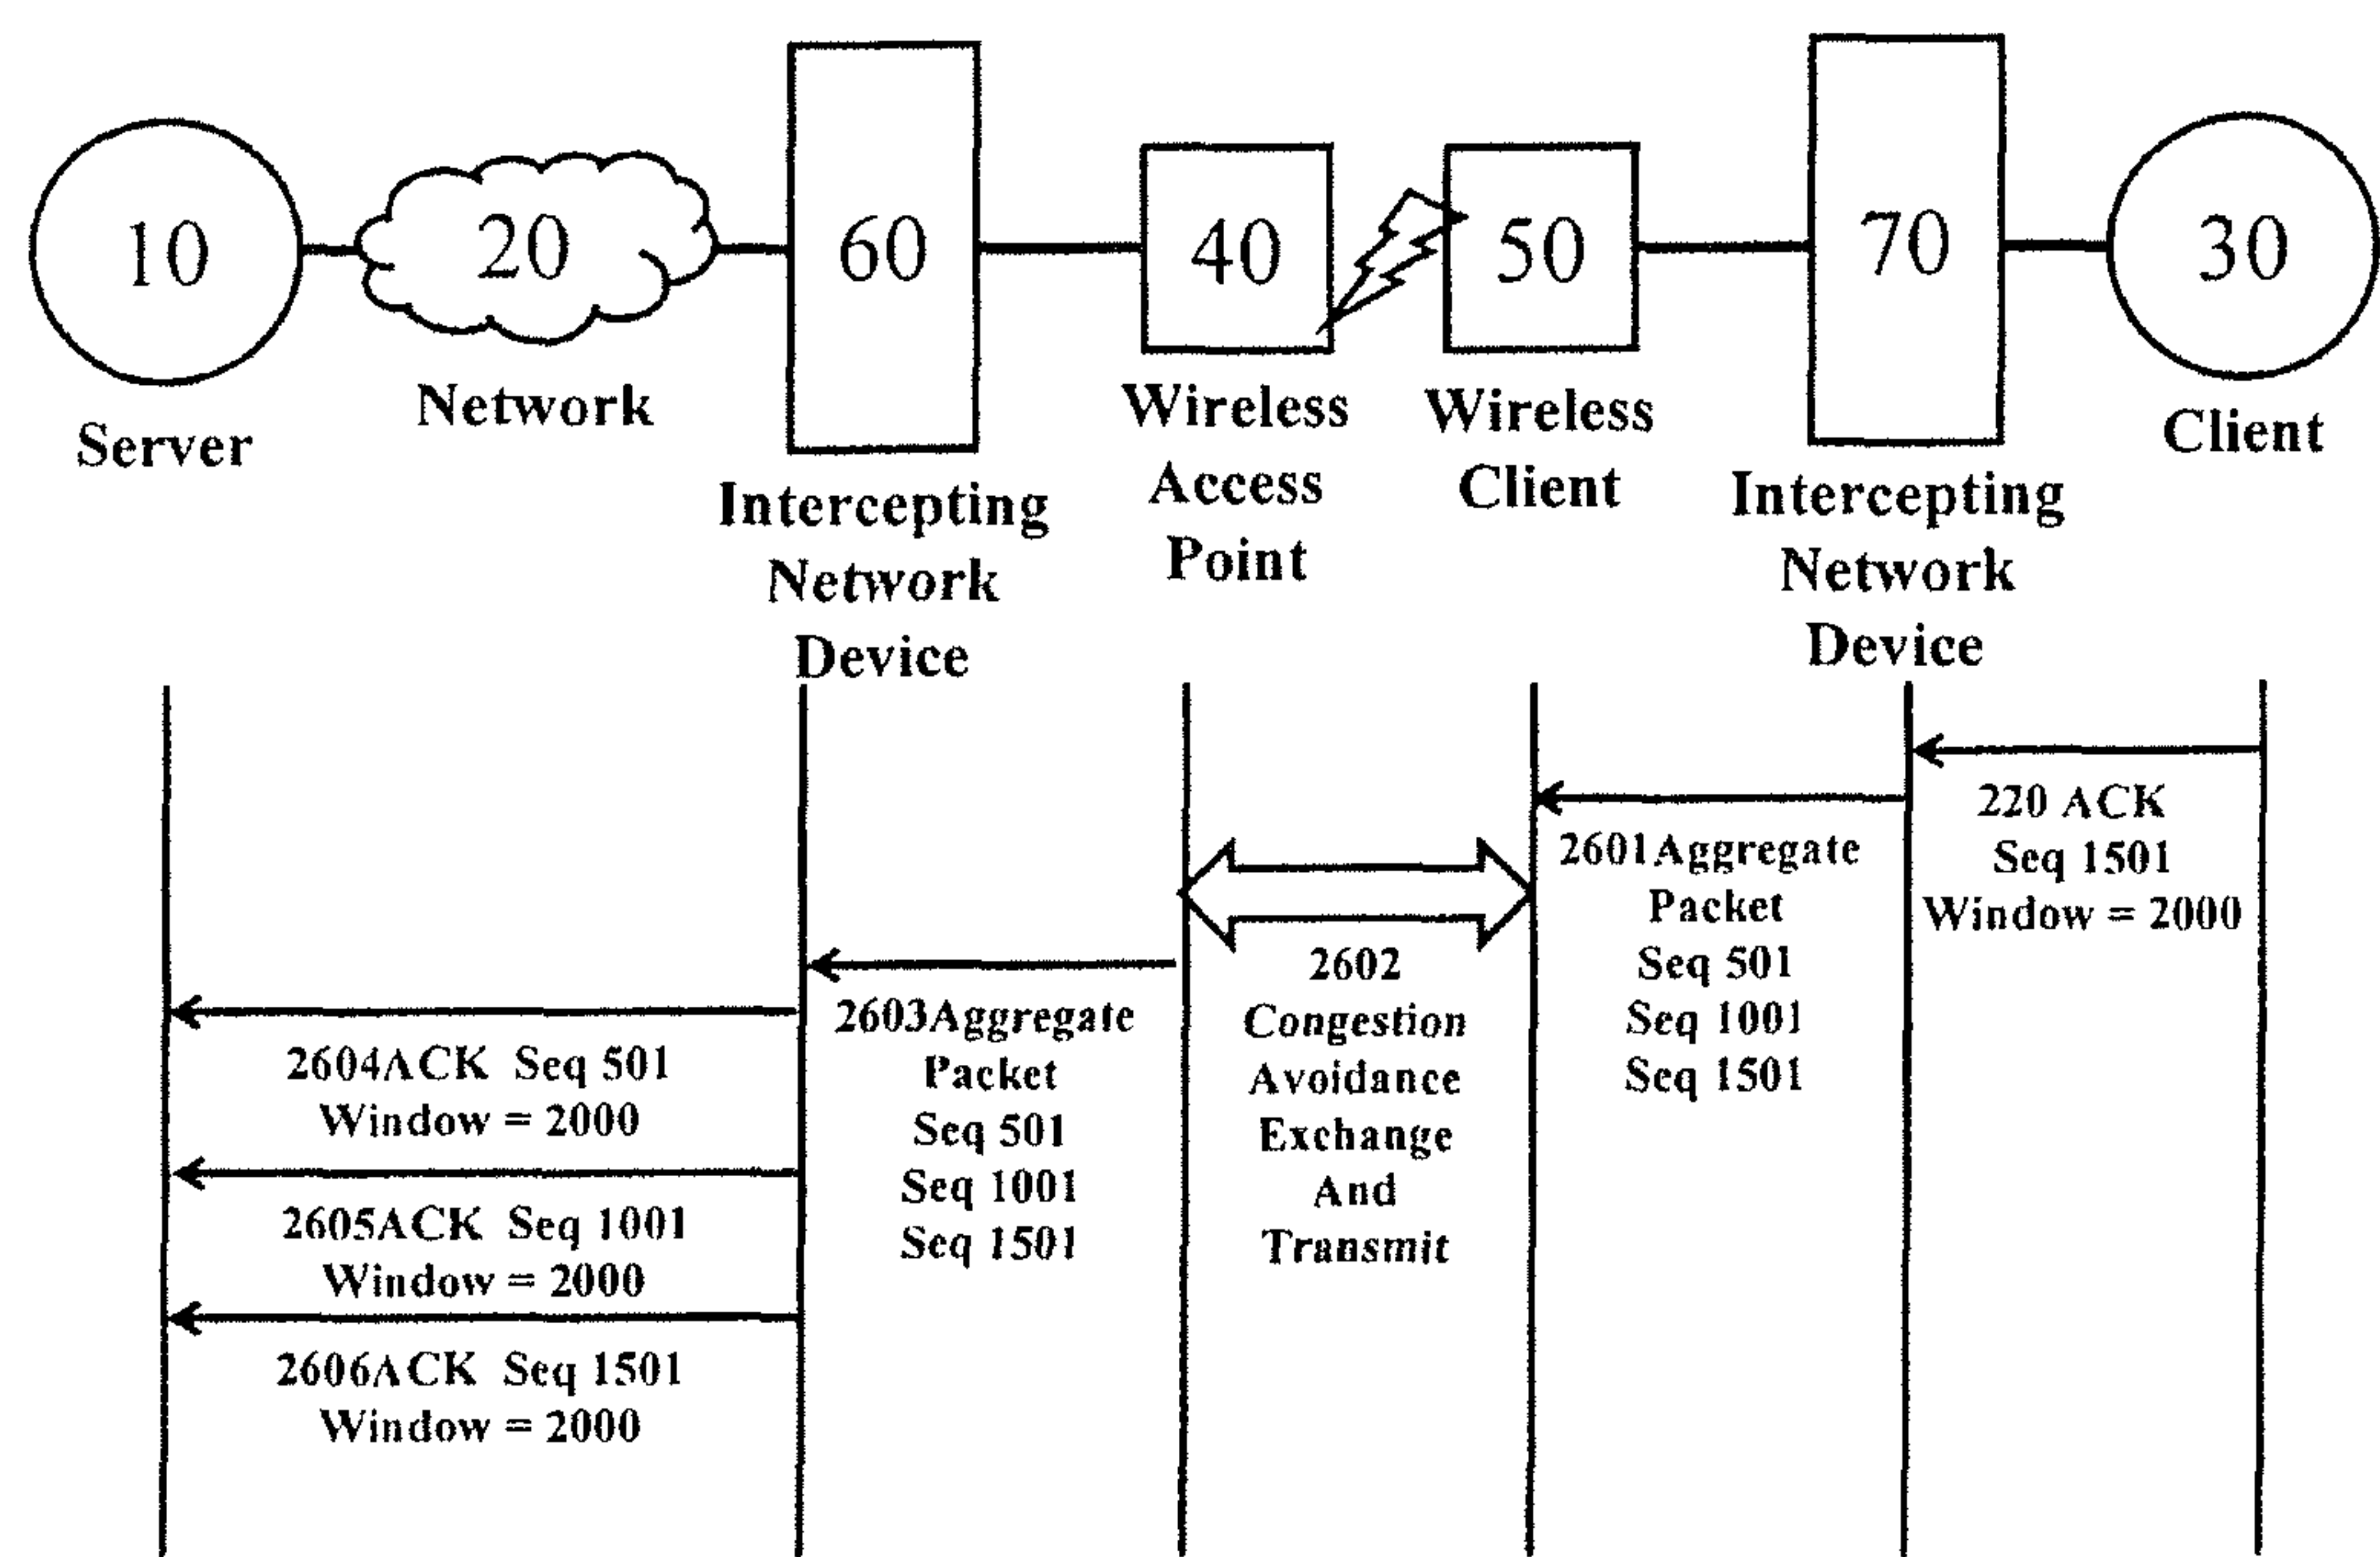 10
20
60
40
50
70
30
Server
Network
Intercepting
Network
Device
Wireless
Access
Point
Wireless
Client
Intercepting
Network
Device
Client
220 ACK
Seq 1501
Window = 2000
2601Aggregate
Packet
Seq 501
Seq 1001
Seq 1501
2602
Congestion
Avoidance
Exchange
And
Transmit
2603Aggregate
Packet
Seq 501
Seq 1001
Seq 1501
2604ACK Seq 501
Window = 2000
2605ACK Seq 1001
Window = 2000
2606ACK Seq 1501
Window = 2000